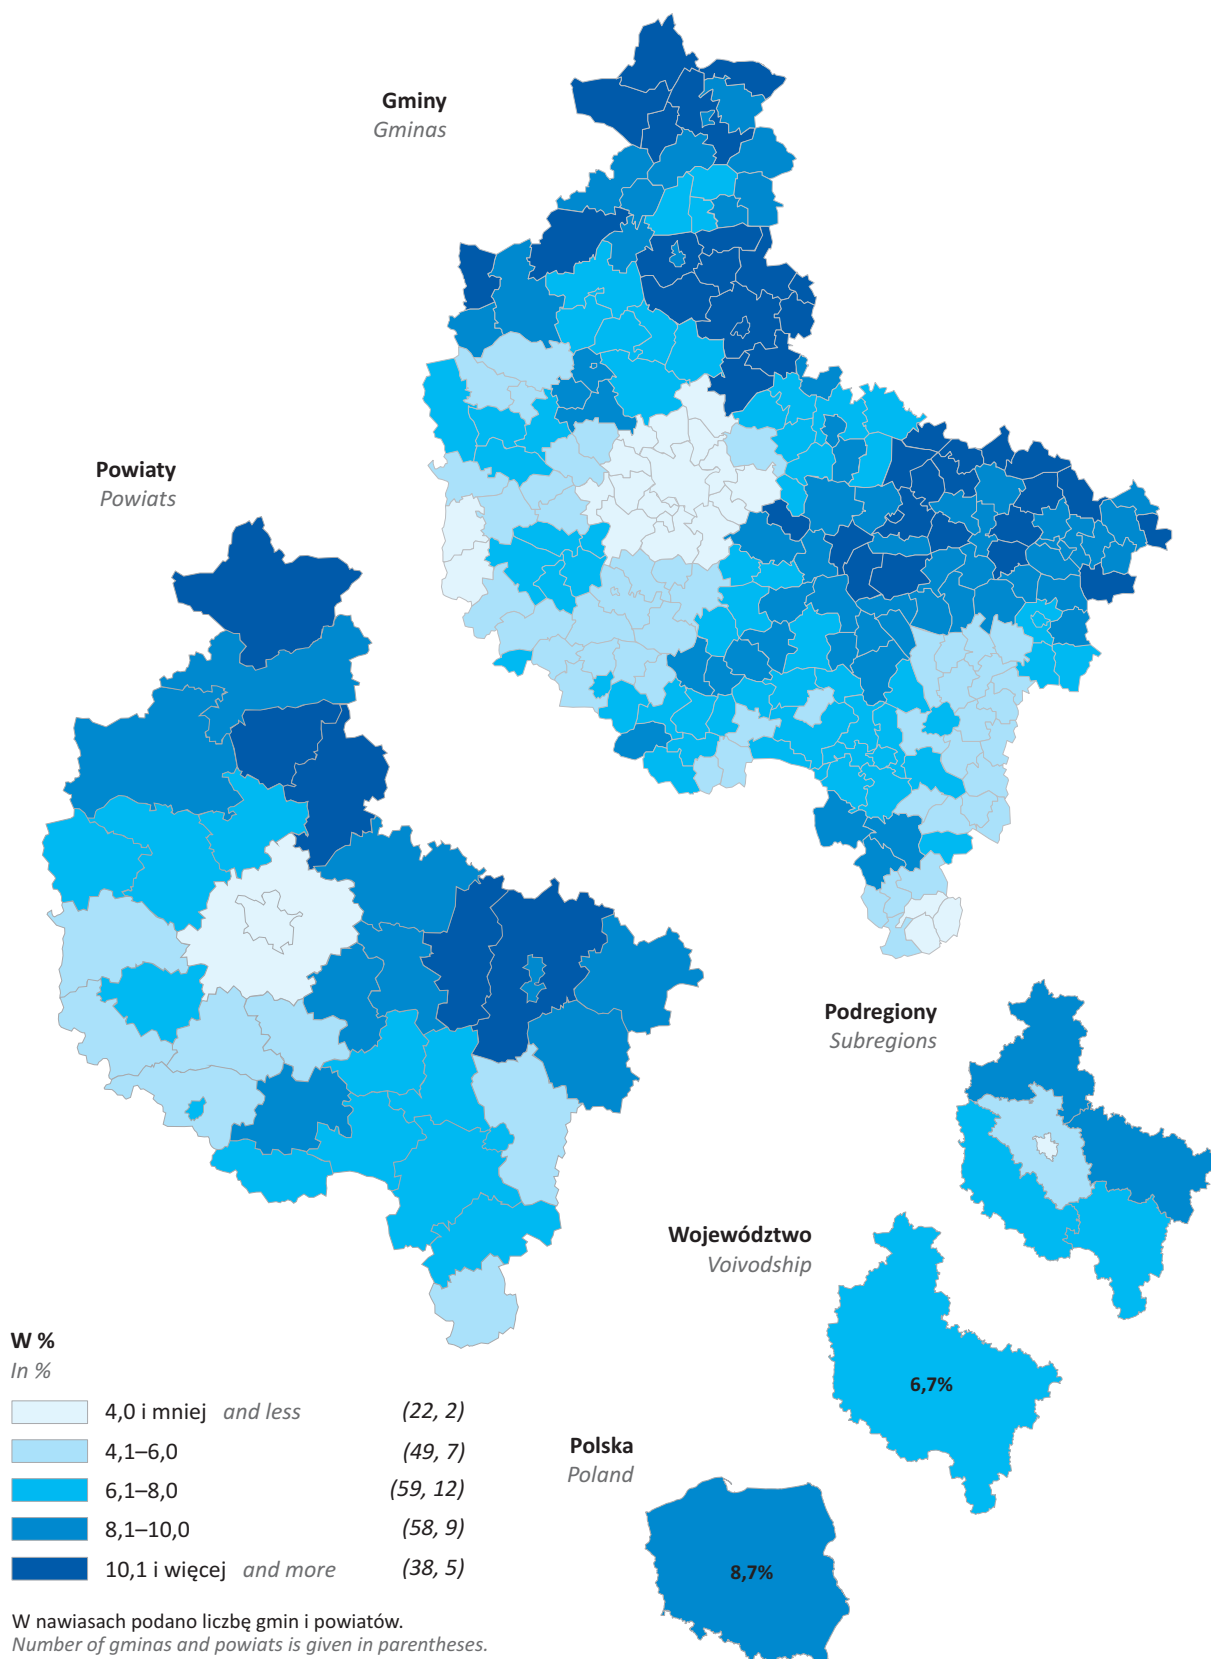 Gminy
Gminas
Powiaty
Powiats
Podregiony
Subregions
Województwo
Voivodship
6,7%
Polska
Poland
8,7%
W %
In %
4,0 i mniej and less (22, 2)
4,1–6,0 (49, 7)
6,1–8,0 (59, 12)
8,1–10,0 (58, 9)
10,1 i więcej and more (38, 5)
W nawiasach podano liczbę gmin i powiatów.
Number of gminas and powiats is given in parentheses.